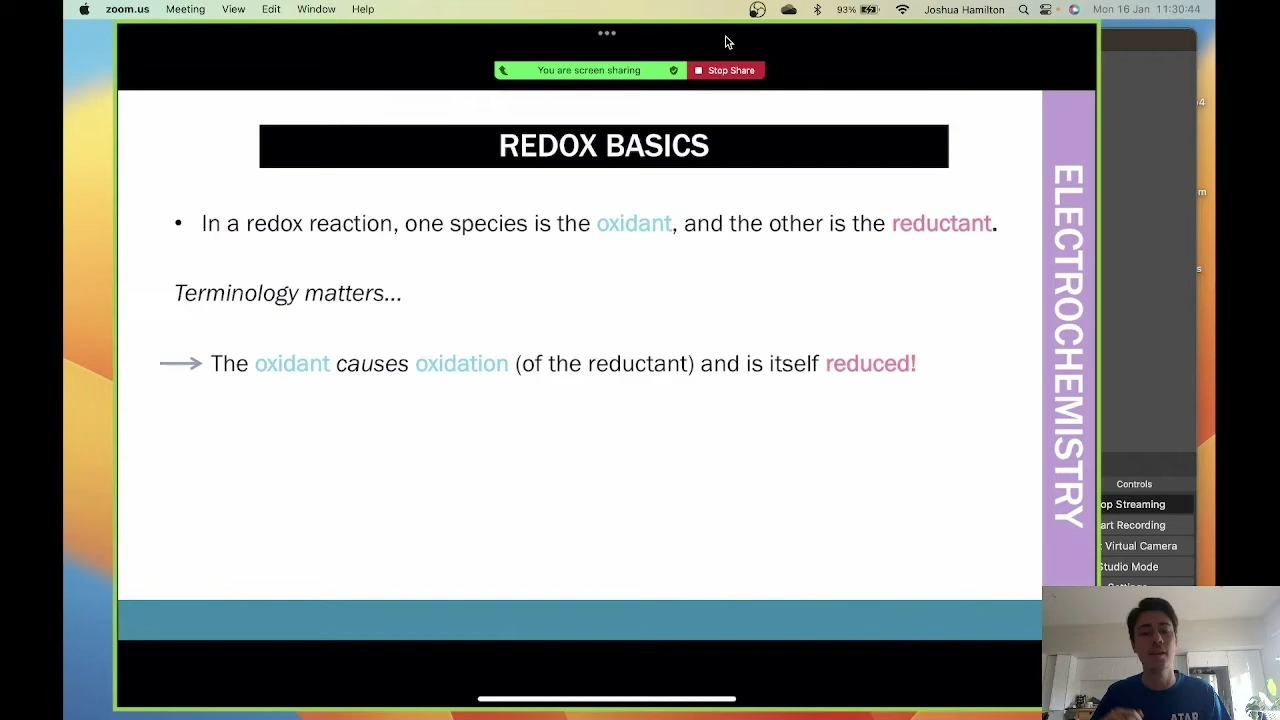 zoom.us Meeting View Edit Window Help 93% Joshua Hamilton Mon 16 Jan 11:30:44
You are screen sharing Stop Share
REDOX BASICS
• In a redox reaction, one species is the oxidant, and the other is the reductant.
Terminology matters...
The oxidant causes oxidation (of the reductant) and is itself reduced!
ELECTROCHEMISTRY
Controls
op Streaming
art Recording
Virtual Camera
Studio Mode